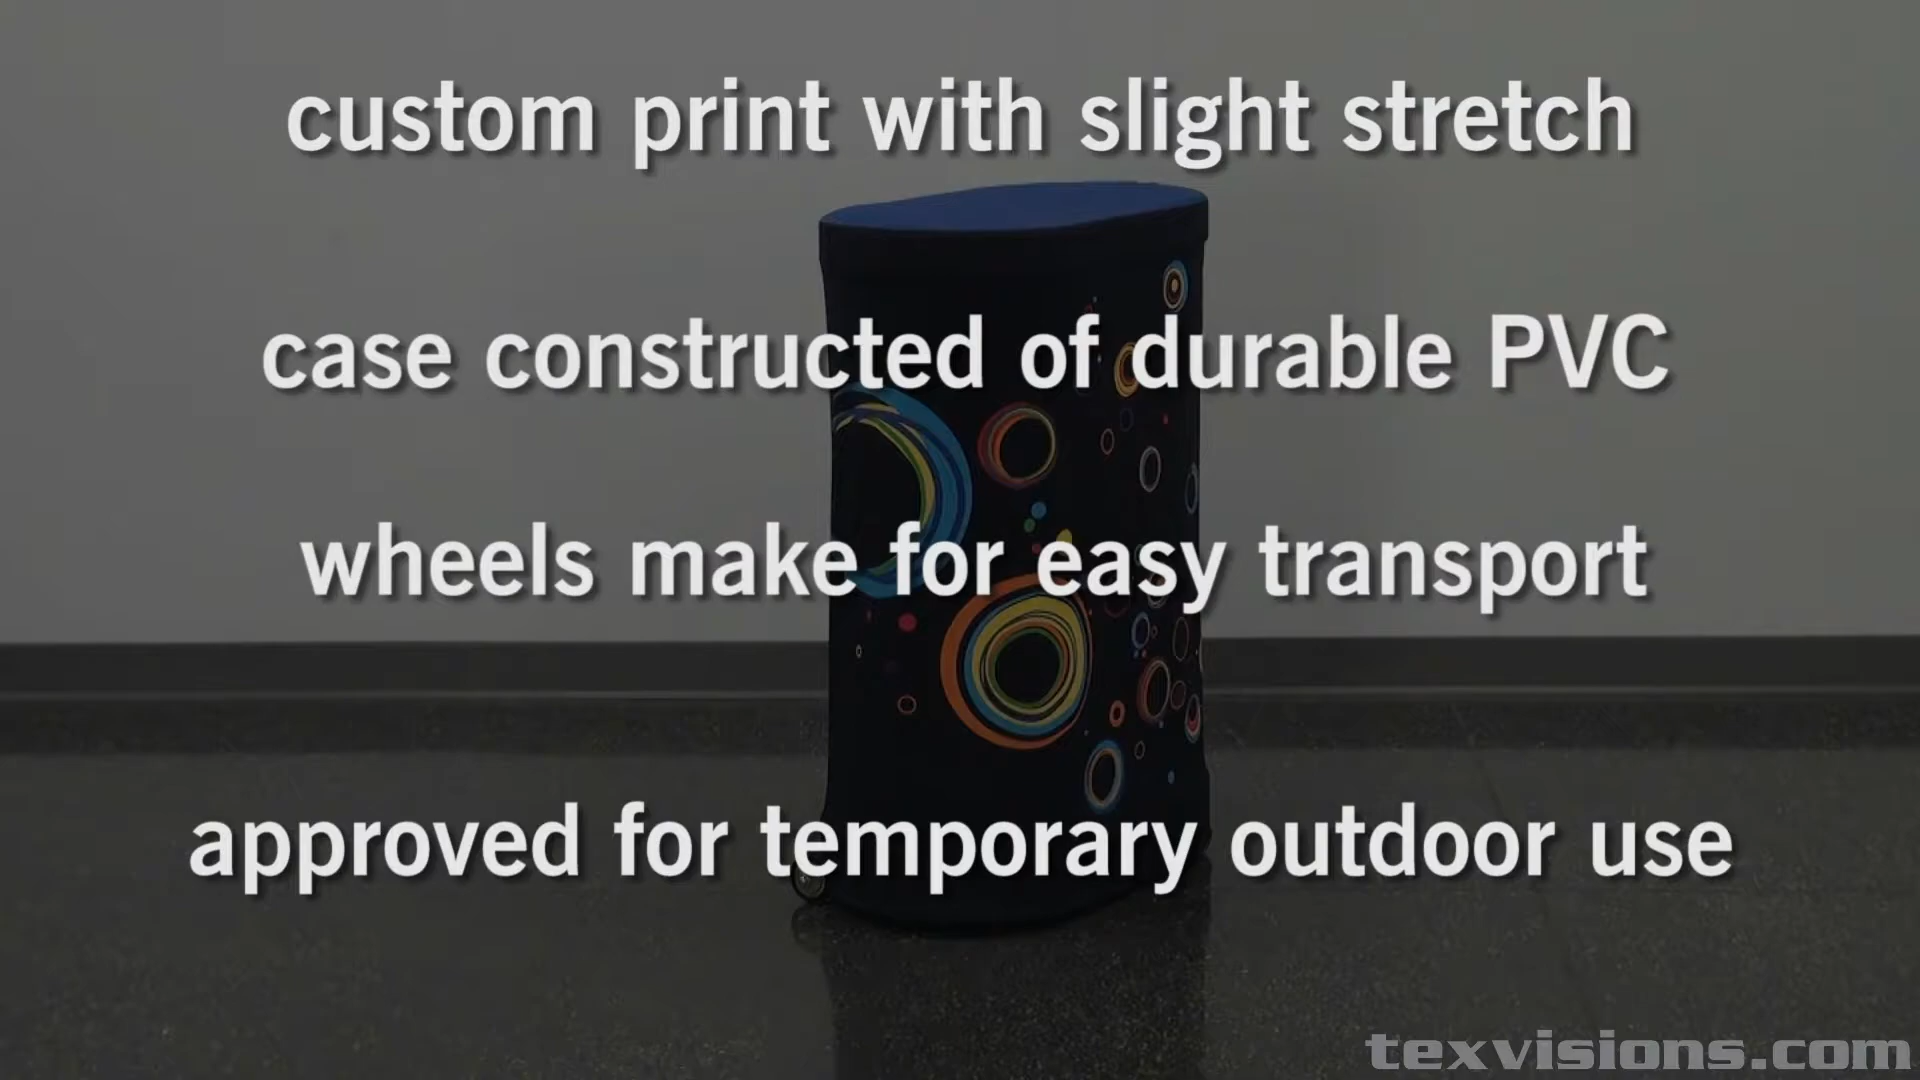 custom print with slight stretch
case constructed of durable PVC
wheels make for easy transport
approved for temporary outdoor use
texvisions.com